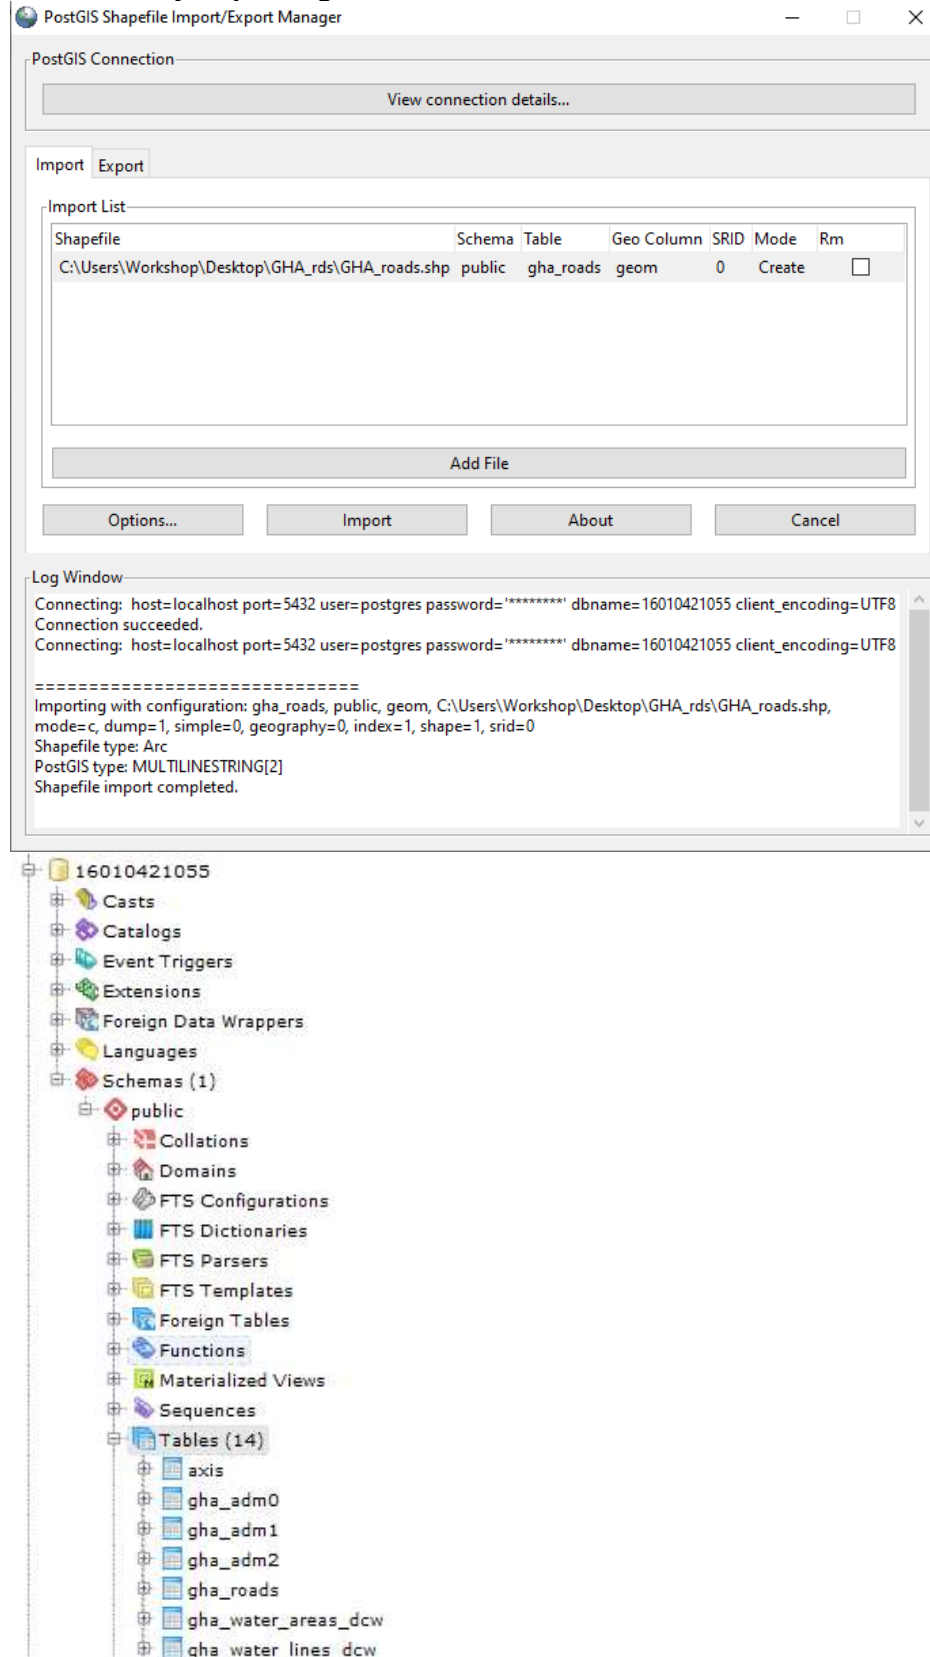 PostGIS Shapefile Import/Export Manager
PostGIS Connection
View connection details...
Import Export
Import List
Shapefile Schema Table Geo Column SRID Mode Rm
C:\Users\Workshop\Desktop\GHA_rds\GHA_roads.shp public gha_roads geom 0 Create
Add File
Options... Import About Cancel
Log Window
Connecting: host=localhost port=5432 user=postgres password='********' dbname=16010421055 client_encoding=UTF8
Connection succeeded.
Connecting: host=localhost port=5432 user=postgres password='********' dbname=16010421055 client_encoding=UTF8
==============================
Importing with configuration: gha_roads, public, geom, C:\Users\Workshop\Desktop\GHA_rds\GHA_roads.shp,
mode=c, dump=1, simple=0, geography=0, index=1, shape=1, srid=0
Shapefile type: Arc
PostGIS type: MULTILINESTRING[2]
Shapefile import completed.
16010421055
Casts
Catalogs
Event Triggers
Extensions
Foreign Data Wrappers
Languages
Schemas (1)
public
Collations
Domains
FTS Configurations
FTS Dictionaries
FTS Parsers
FTS Templates
Foreign Tables
Functions
Materialized Views
Sequences
Tables (14)
axis
gha_adm0
gha_adm1
gha_adm2
gha_roads
gha_water_areas_dcw
gha_water_lines_dcw